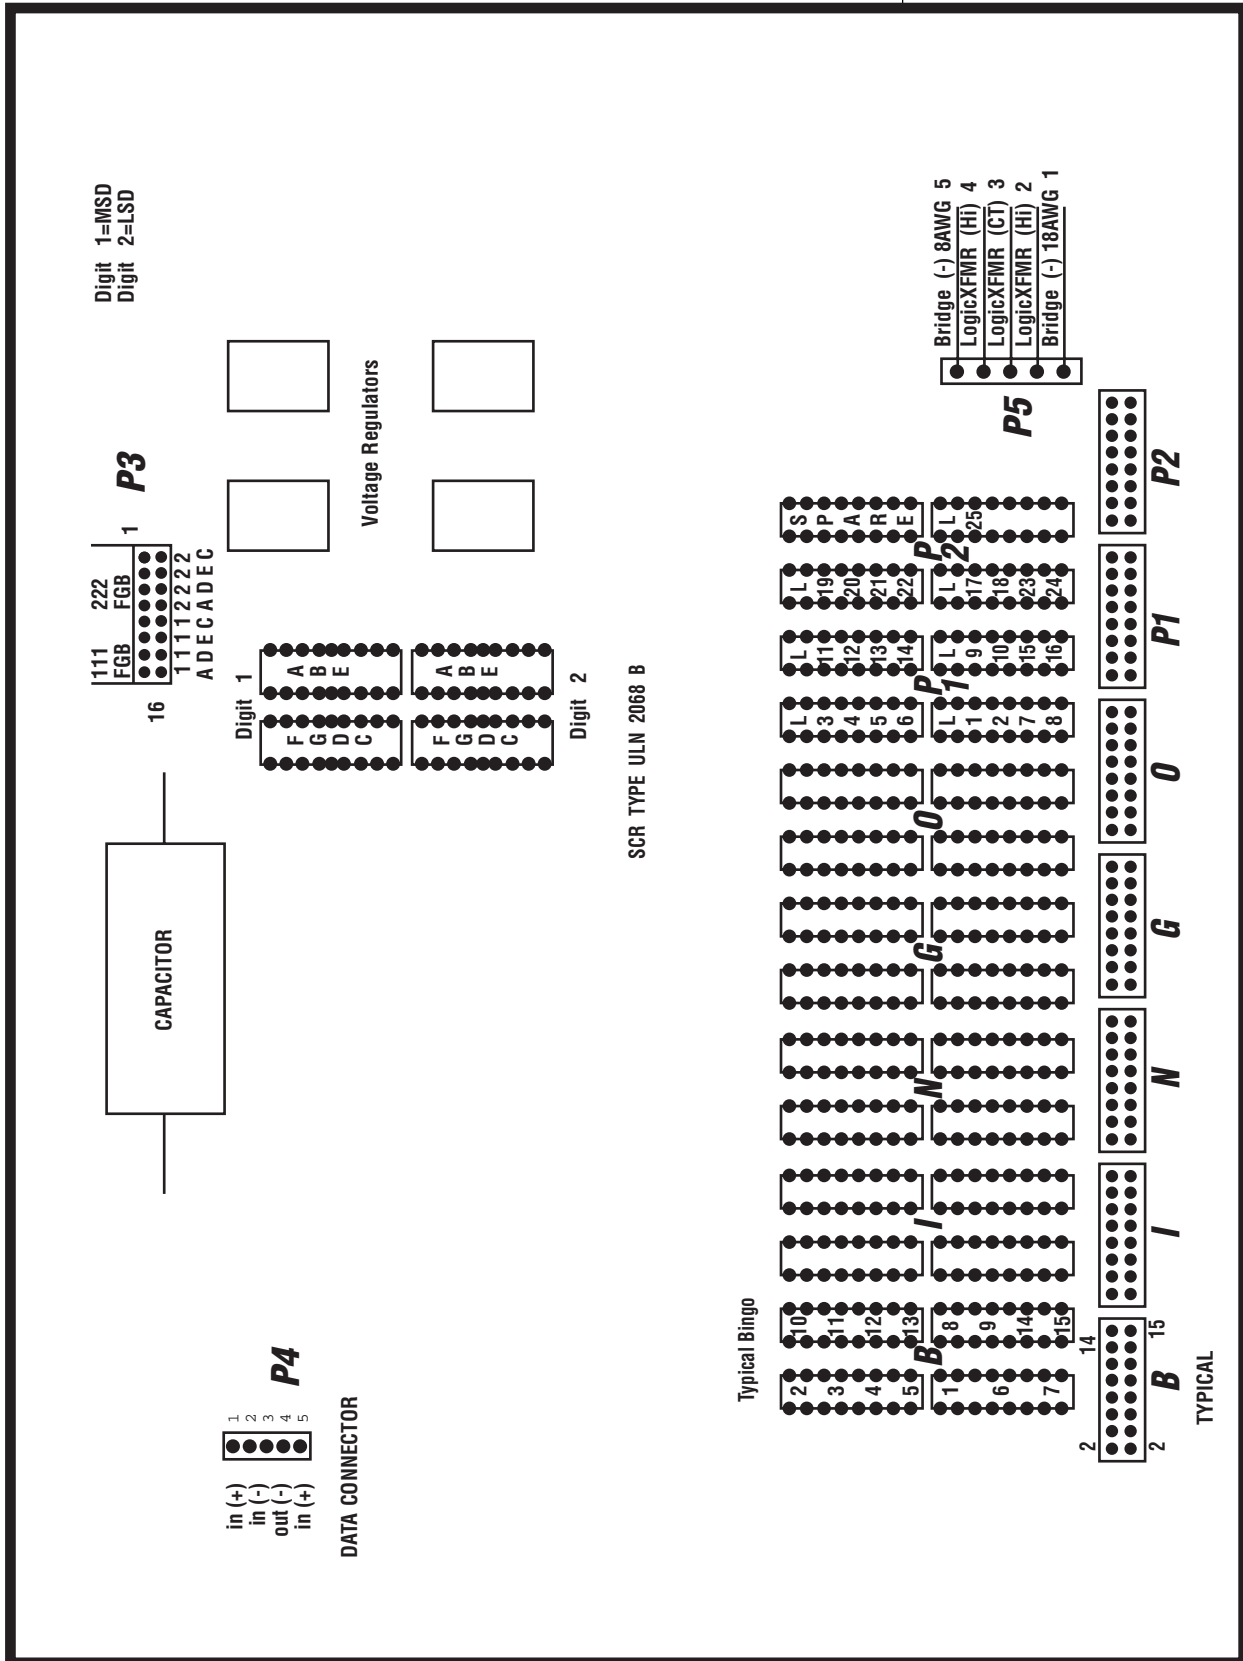 Digit 1=MSD
Digit 2=LSD
111 222
FGB FGB
16 1
P3
1 1 1 1 2 2 2 2
A D E C A D E C
CAPACITOR
in (+) 1
in (-) 2
3
out (-) 4
in (+) 5
P4
DATA CONNECTOR
Voltage Regulators
Digit 1
F A
G B
D E
C
F A
G B
D E
C
Digit 2
SCR TYPE ULN 2068 B
Typical Bingo
2 10 L L L S
3 11 3 11 19 P
4 12 4 12 20 A
5 13 5 13 21 R
6 14 22 E
B I N G O P1 P2
1 8 L L L L
6 9 1 9 17 25
7 14 2 10 18
15 7 15 23
8 16 24
Bridge (-) 8AWG 5
LogicXFMR (Hi) 4
LogicXFMR (CT) 3
LogicXFMR (Hi) 2
Bridge (-) 18AWG 1
P5
2 14
2 15
B I N G O P1 P2
TYPICAL